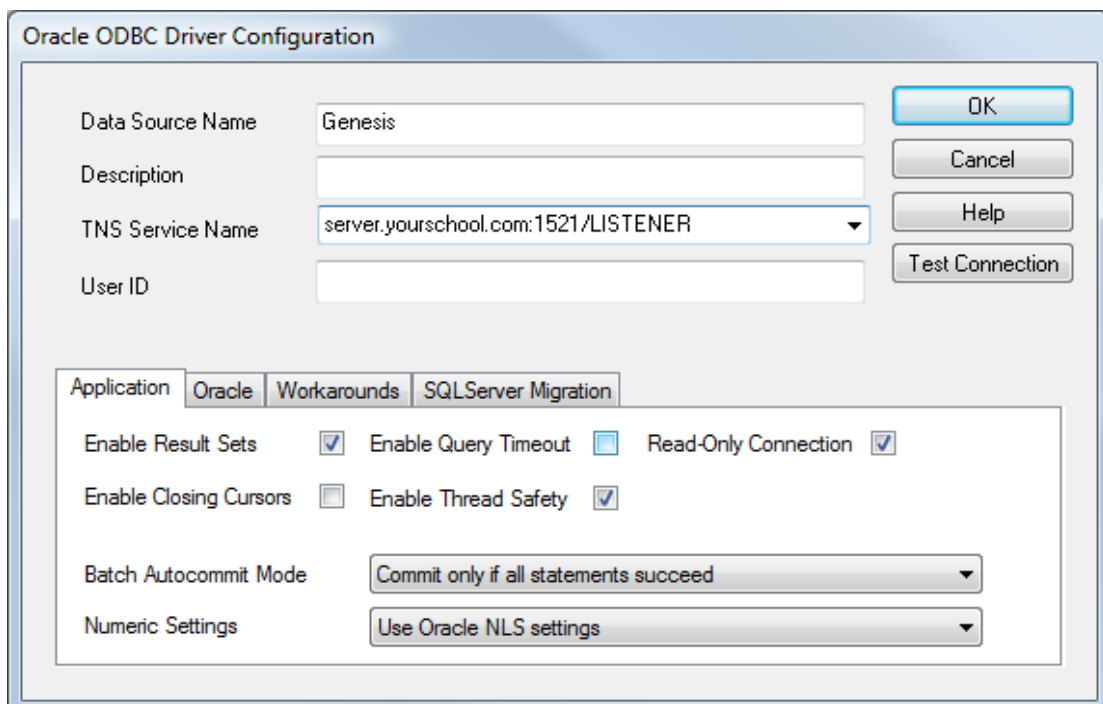 Oracle ODBC Driver Configuration
Data Source Name Genesis OK
Description Cancel
TNS Service Name server.yourschool.com:1521/LISTENER Help
User ID Test Connection
Application Oracle Workarounds SQLServer Migration
Enable Result Sets Enable Query Timeout Read-Only Connection
Enable Closing Cursors Enable Thread Safety
Batch Autocommit Mode Commit only if all statements succeed
Numeric Settings Use Oracle NLS settings